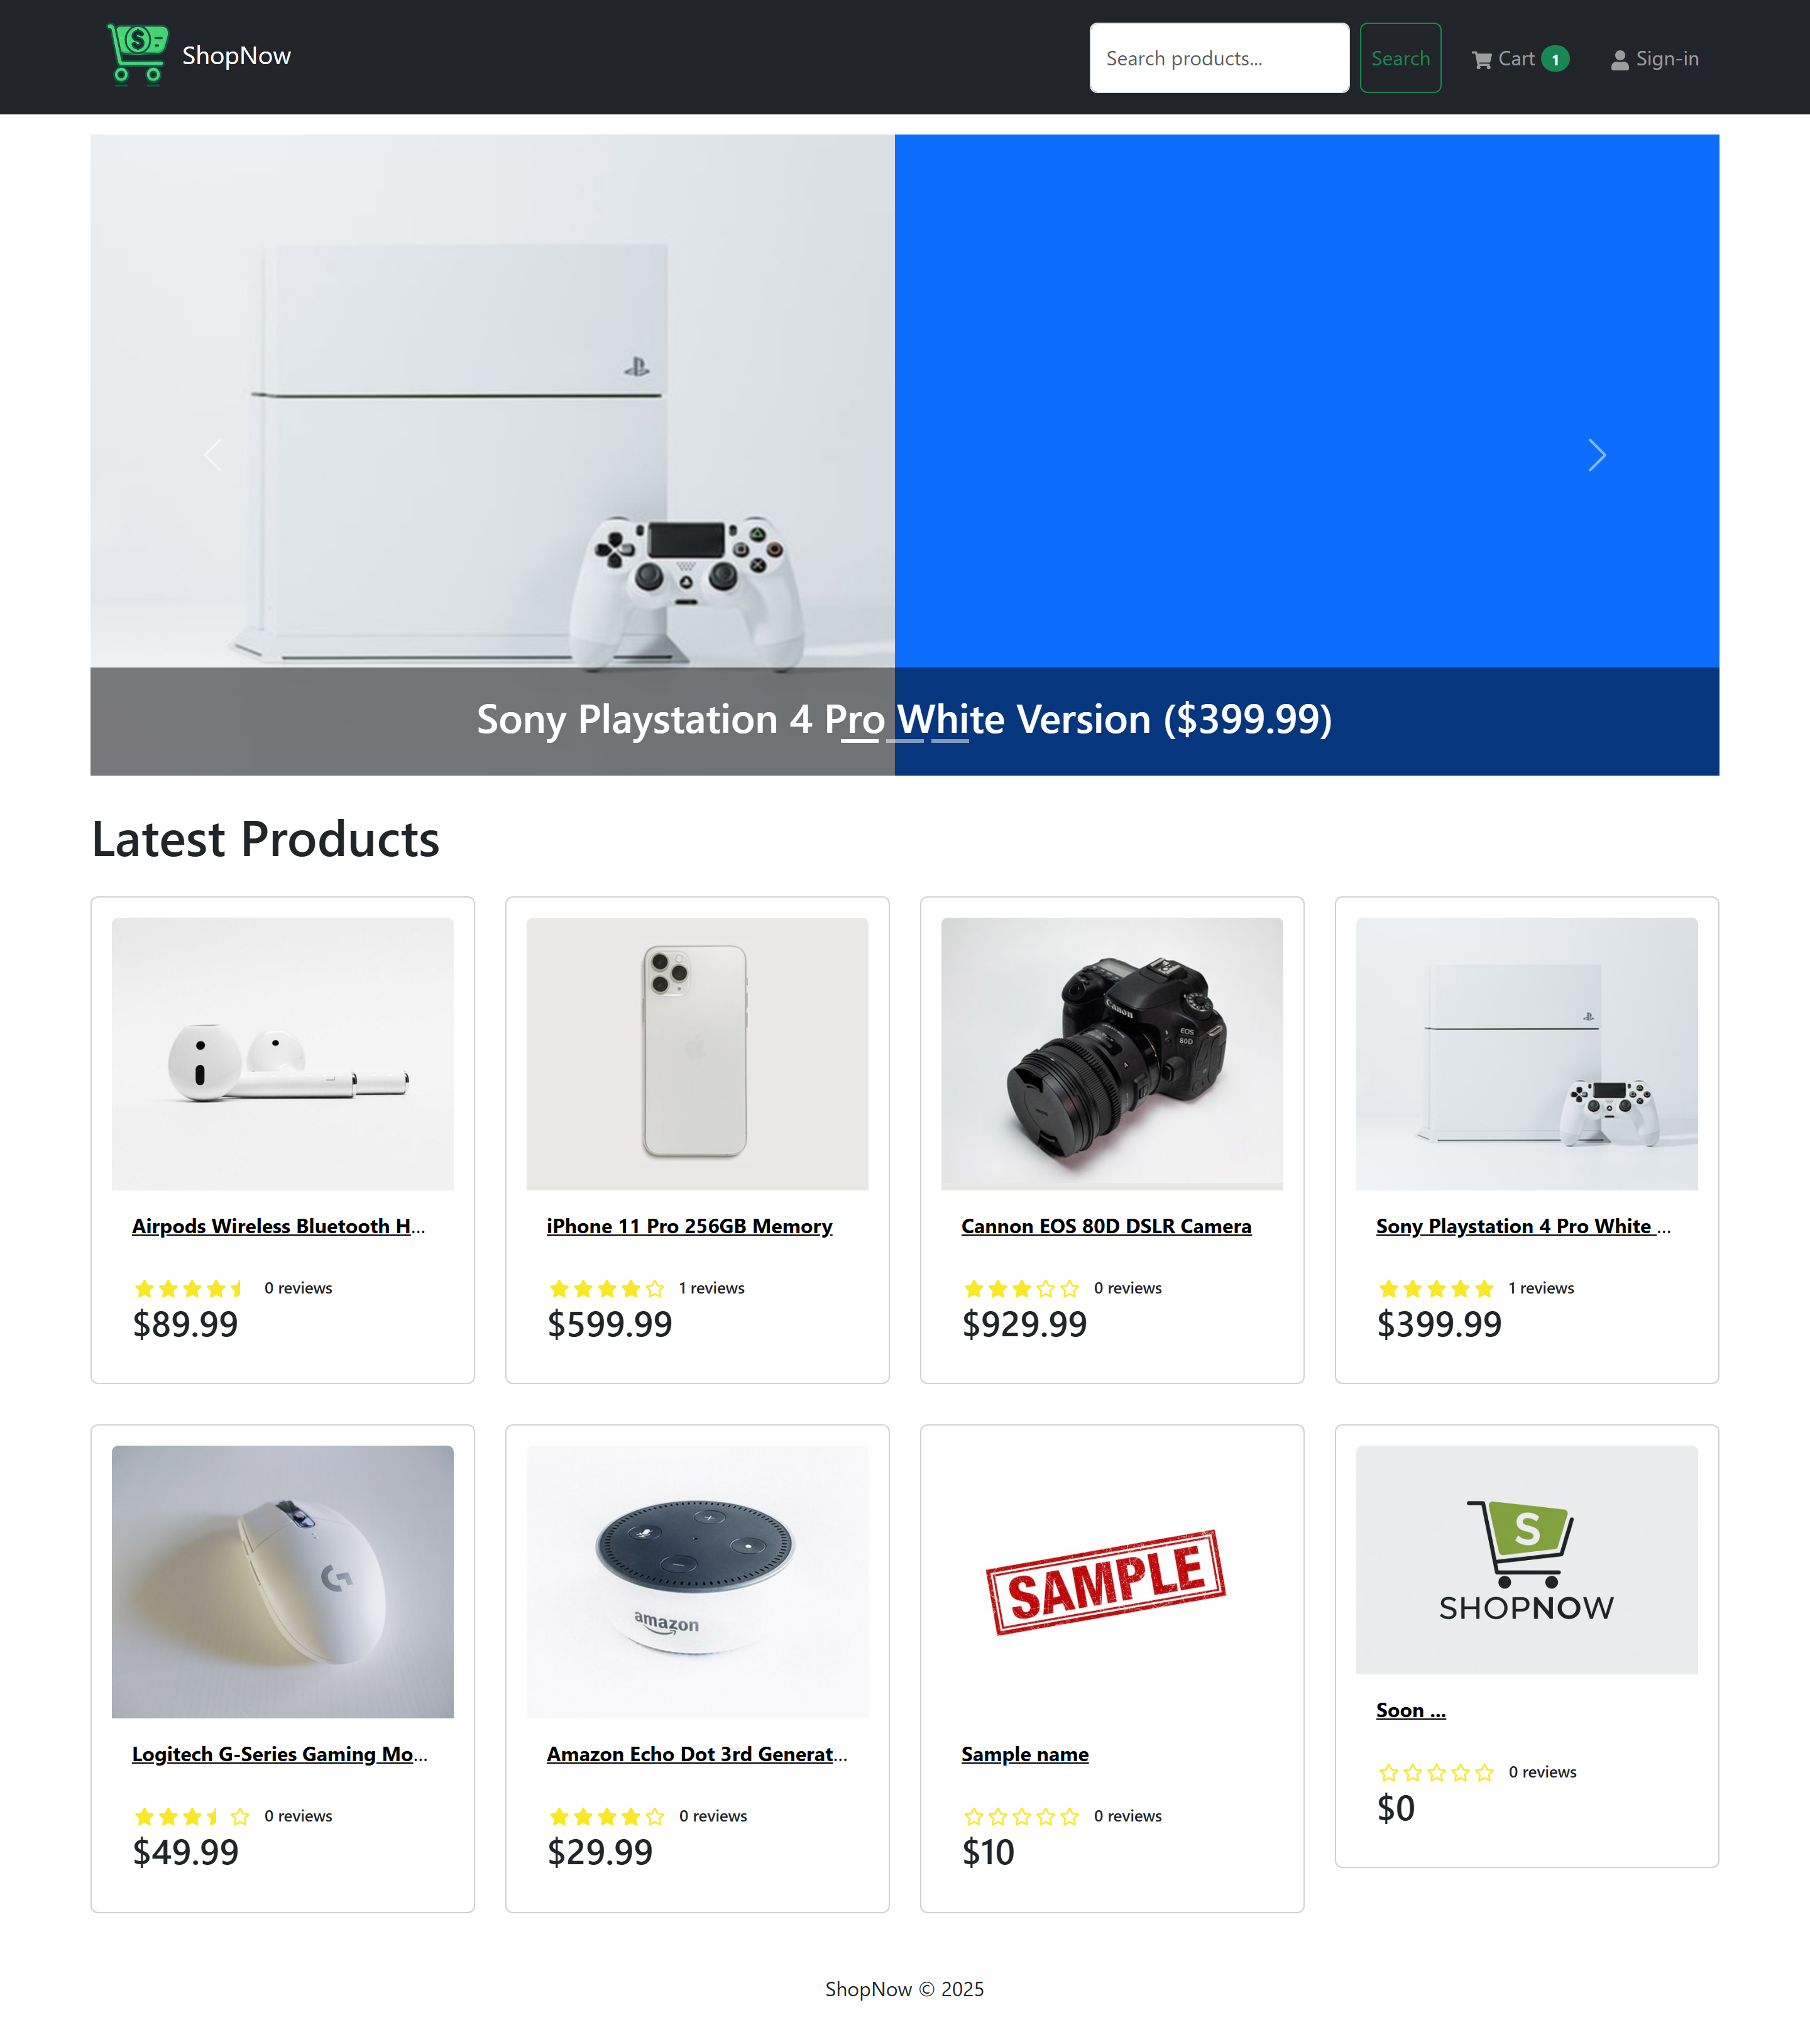 ShopNow
Search products...
Search
Cart 1
Sign-in
Sony Playstation 4 Pro White Version ($399.99)
Latest Products
Canon
EOS
80D
A
Airpods Wireless Bluetooth H...
iPhone 11 Pro 256GB Memory
Cannon EOS 80D DSLR Camera
Sony Playstation 4 Pro White ...
0 reviews
1 reviews
0 reviews
1 reviews
$89.99
$599.99
$929.99
$399.99
G
amazon
SAMPLE
S
SHOPNOW
Logitech G-Series Gaming Mo...
Amazon Echo Dot 3rd Generat...
Sample name
Soon ...
0 reviews
0 reviews
0 reviews
0 reviews
$49.99
$29.99
$10
$0
ShopNow © 2025